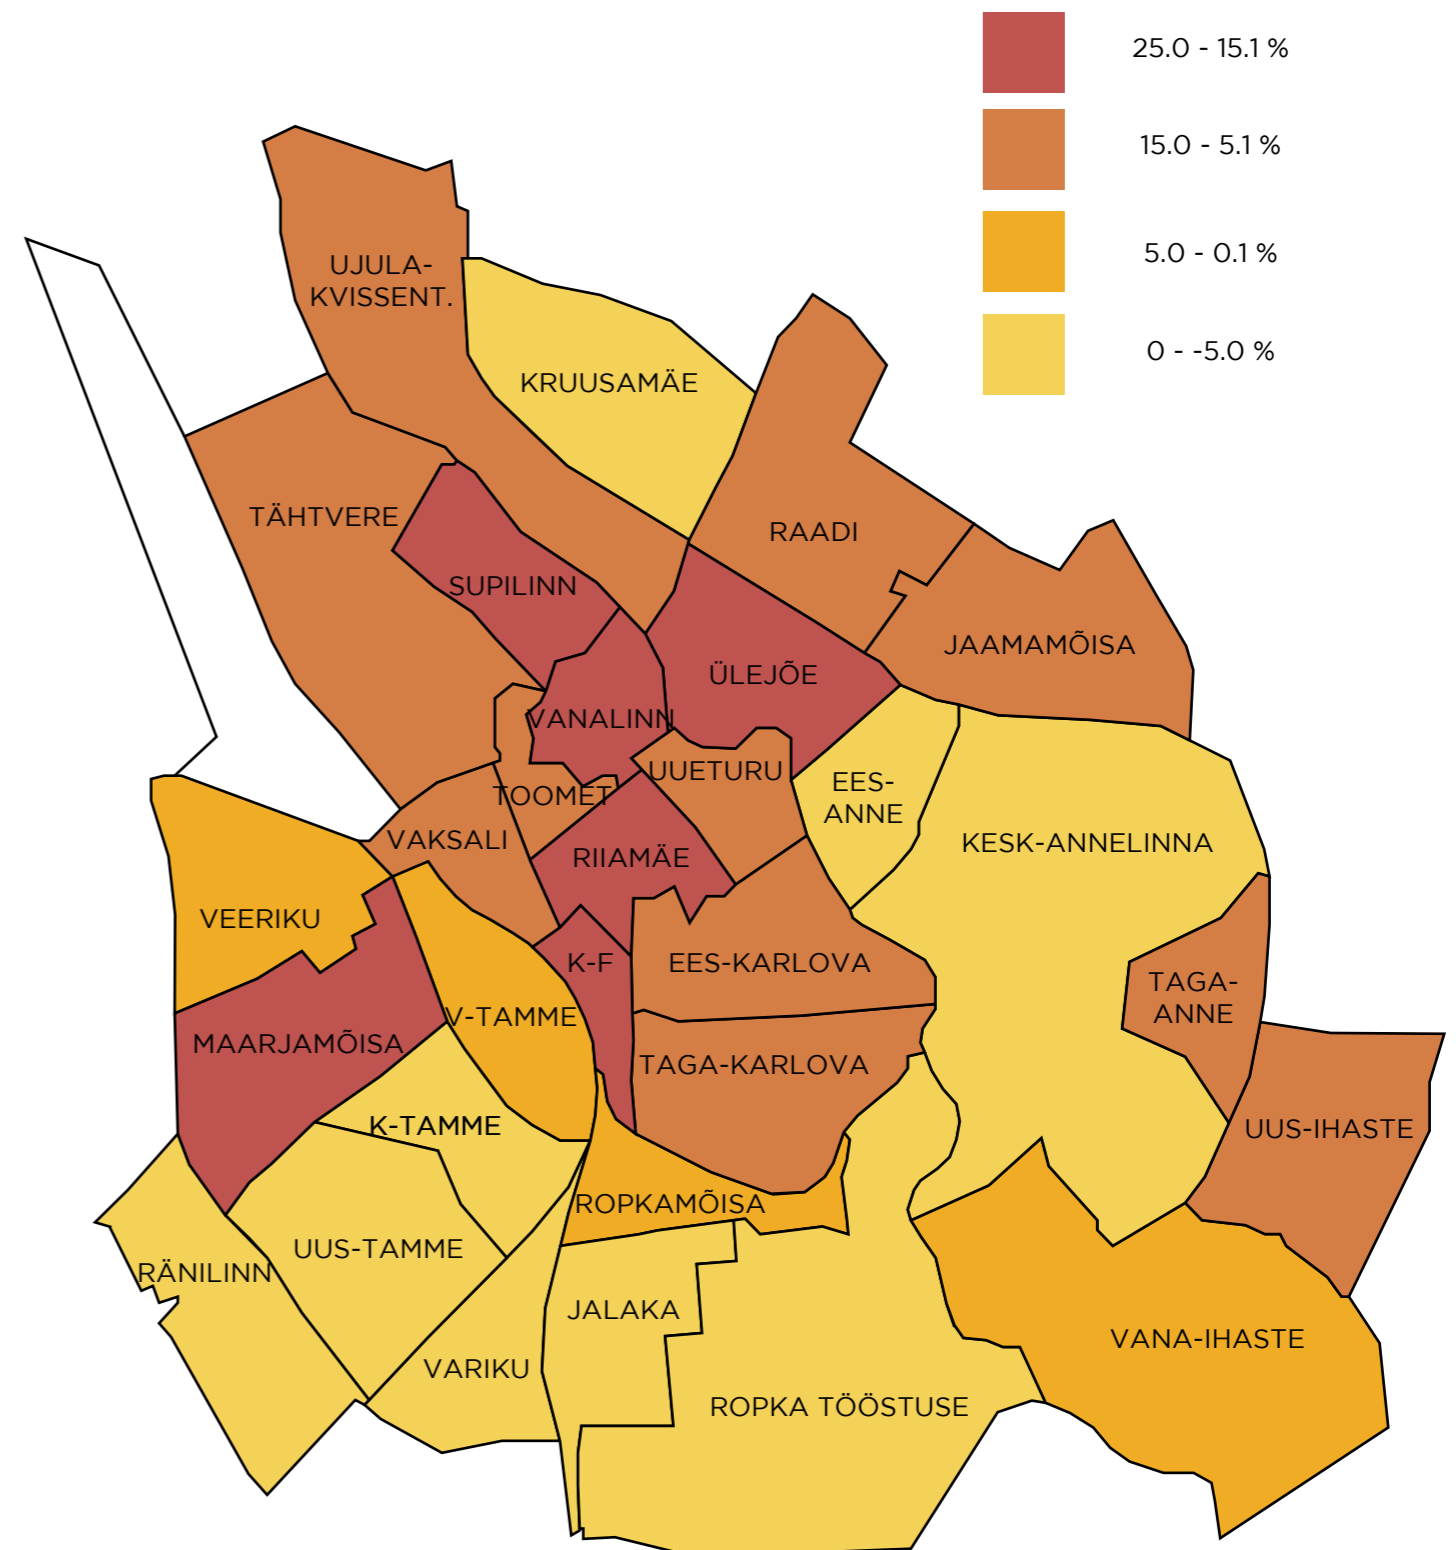 25.0 - 15.1 %
15.0 - 5.1 %
5.0 - 0.1 %
0 - -5.0 %
UJULA-
KVISSENT.
KRUUSAMÄE
TÄHTVERE
RAADI
SUPILINN
JAAMAMÕISA
ÜLEJÕE
VANALINN
UUETURU
TOOMET
EES-
ANNE
VAKSALI
RIIAMÄE
KESK-ANNELINNA
VEERIKU
K-F
EES-KARLOVA
TAGA-
ANNE
V-TAMME
MAARJAMÕISA
TAGA-KARLOVA
K-TAMME
UUS-IHASTE
ROPKAMÕISA
UUS-TAMME
RÄNILINN
JALAKA
VANA-IHASTE
VARIKU
ROPKA TÖÖSTUSE